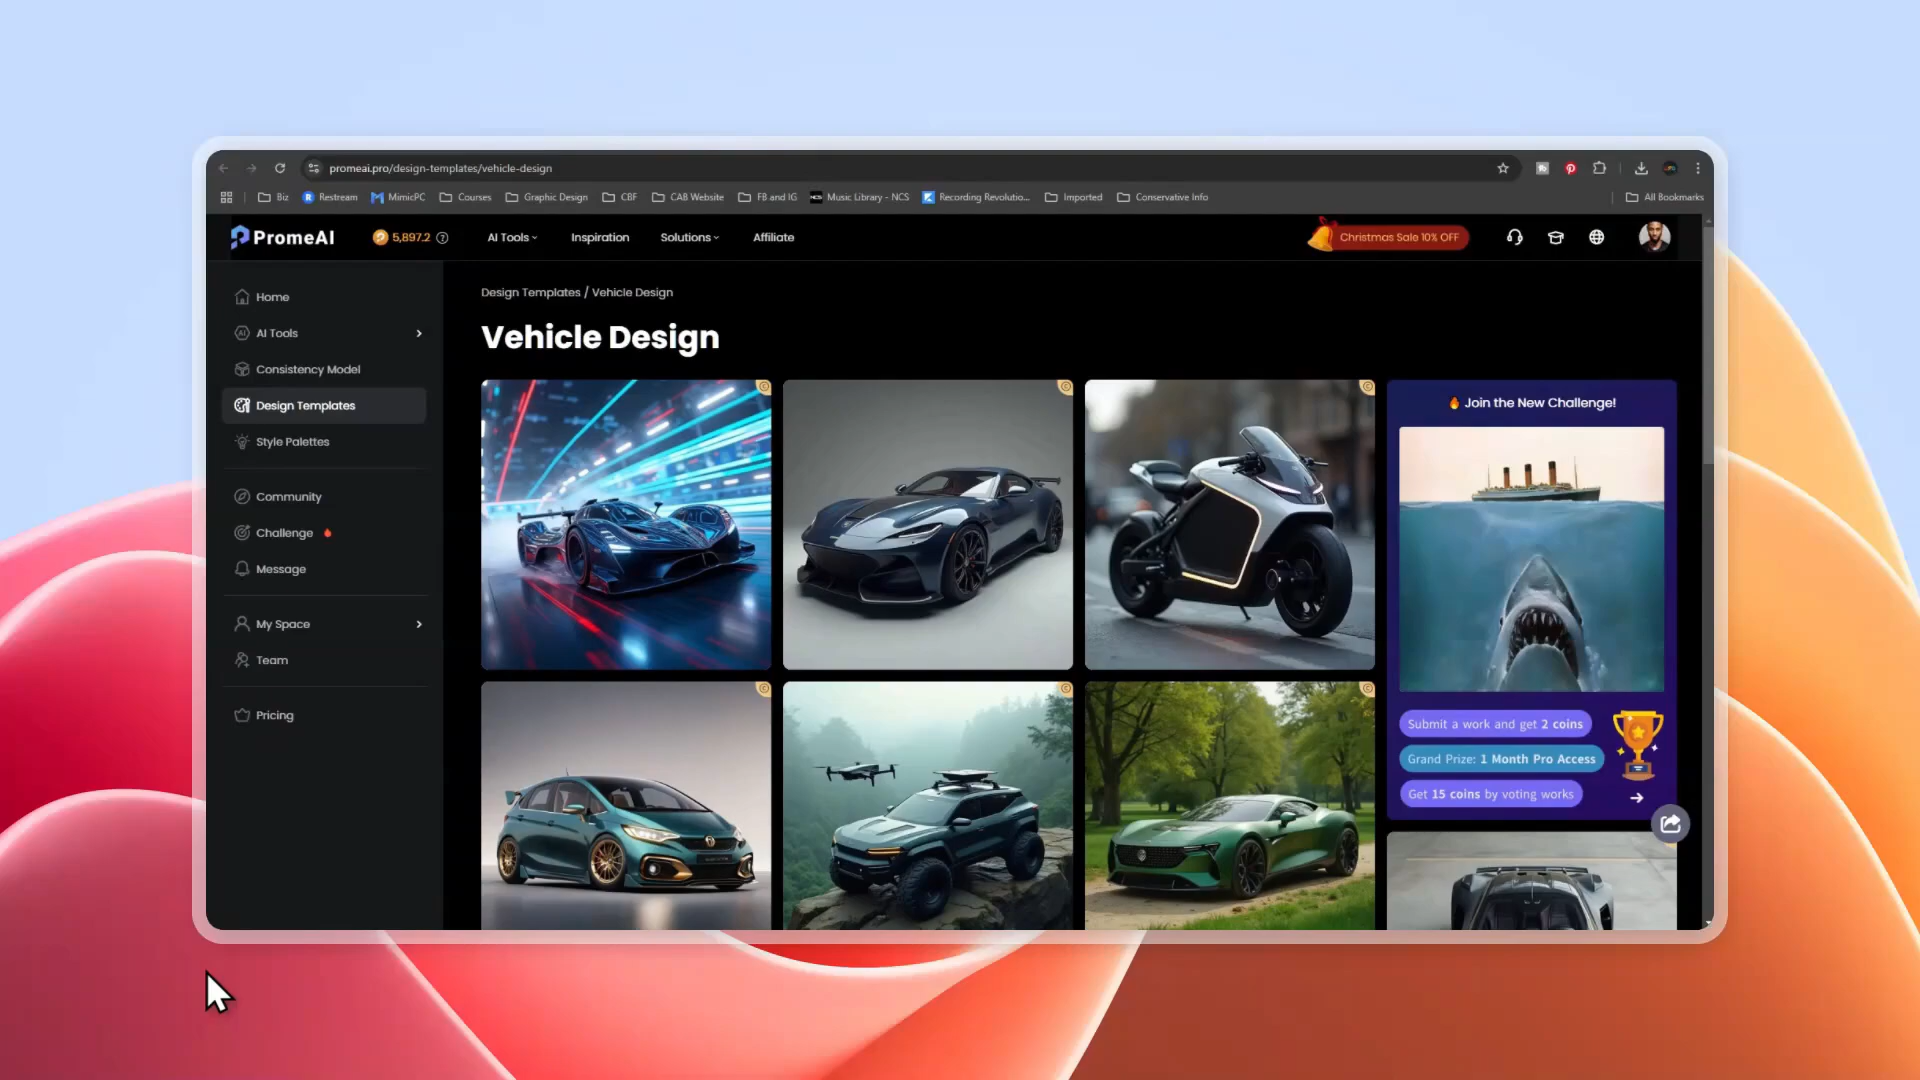 promeai.pro/design-templates/vehicle-design
Biz
Restream
MimicPC
Courses
Graphic Design
CBF
CAB Website
FB and IG
Music Library - NCS
Recording Revolutio...
Imported
Conservative Info
All Bookmarks
PromeAI
5,897.2
AI Tools
Inspiration
Solutions
Affiliate
Christmas Sale 10% OFF
Home
AI Tools
Consistency Model
Design Templates
Style Palettes
Community
Challenge
Message
My Space
Team
Pricing
Design Templates / Vehicle Design
Vehicle Design
Join the New Challenge!
Submit a work and get 2 coins
Grand Prize: 1 Month Pro Access
Get 15 coins by voting works